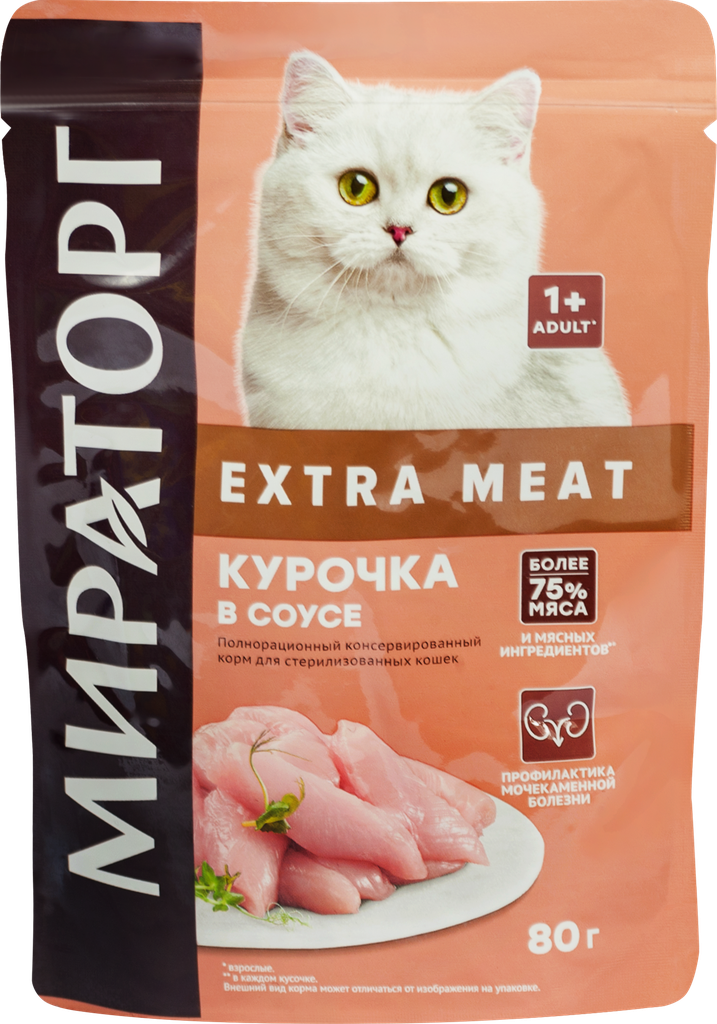 МИРАТОРГ
1+
ADULT*
EXTRA MEAT
КУРОЧКА
В СОУСЕ
Полнорационный консервированный
корм для стерилизованных кошек
БОЛЕЕ
75%
МЯСА
И МЯСНЫХ
ИНГРЕДИЕНТОВ**
ПРОФИЛАКТИКА
МОЧЕКАМЕННОЙ
БОЛЕЗНИ
80 г
* взрослые.
** в каждом кусочке.
Внешний вид корма может отличаться от изображения на упаковке.